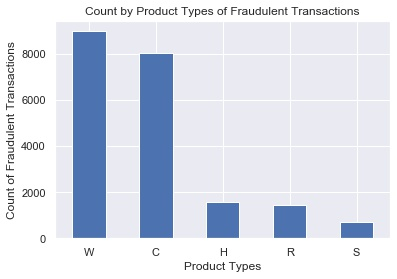 Count by Product Types of Fraudulent Transactions
Count of Fraudulent Transactions
8000
6000
4000
2000
0
W C H R S
Product Types